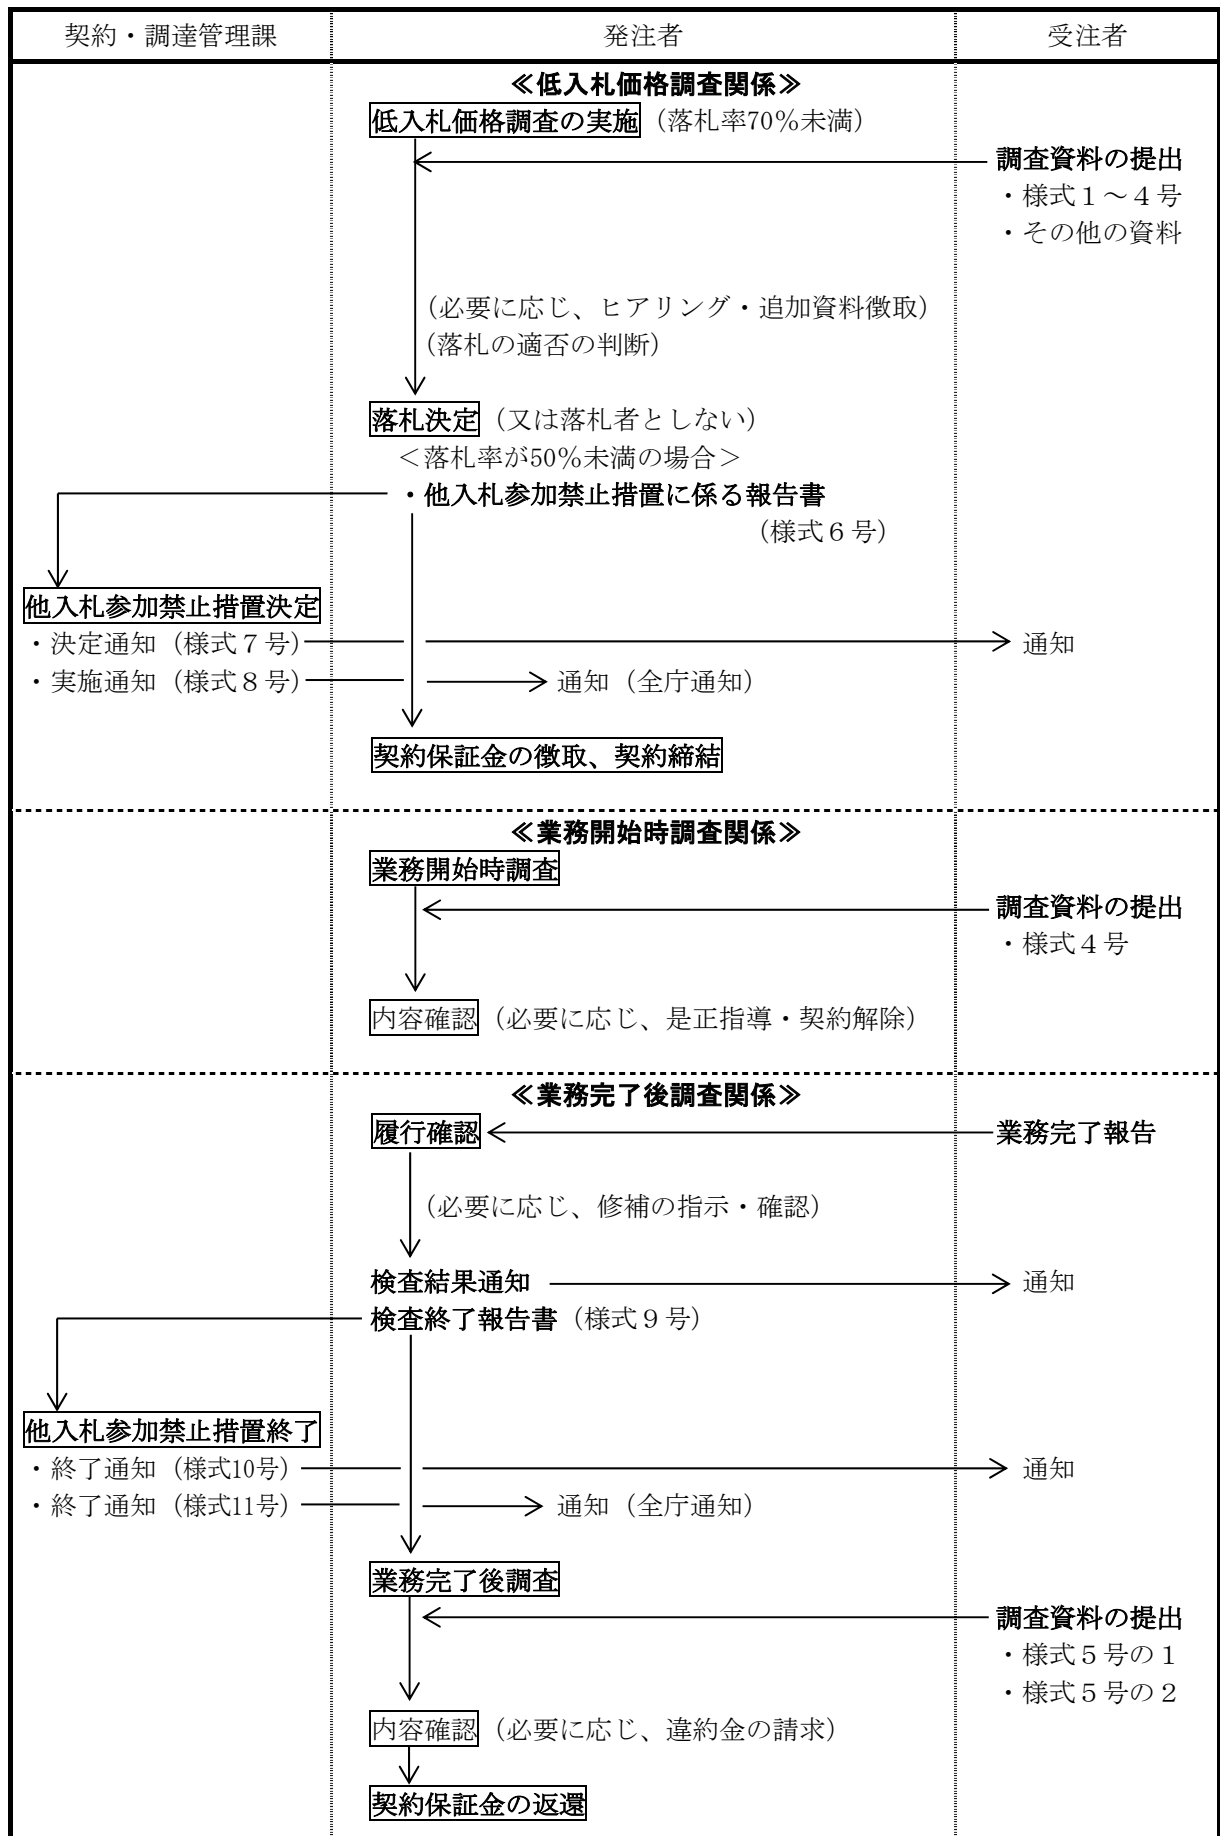 契約・調達管理課 発注者 受注者
≪低入札価格調査関係≫
低入札価格調査の実施（落札率70％未満）
調査資料の提出
・様式１～４号
・その他の資料
（必要に応じ、ヒアリング・追加資料徴取）
（落札の適否の判断）
落札決定（又は落札者としない）
＜落札率が50％未満の場合＞
・他入札参加禁止措置に係る報告書
（様式６号）
他入札参加禁止措置決定
・決定通知（様式７号） 通知
・実施通知（様式８号） 通知（全庁通知）
契約保証金の徴取、契約締結
≪業務開始時調査関係≫
業務開始時調査
調査資料の提出
・様式４号
内容確認（必要に応じ、是正指導・契約解除）
≪業務完了後調査関係≫
履行確認 業務完了報告
（必要に応じ、修補の指示・確認）
検査結果通知 通知
検査終了報告書（様式９号）
他入札参加禁止措置終了
・終了通知（様式10号） 通知
・終了通知（様式11号） 通知（全庁通知）
業務完了後調査
調査資料の提出
・様式５号の１
・様式５号の２
内容確認（必要に応じ、違約金の請求）
契約保証金の返還